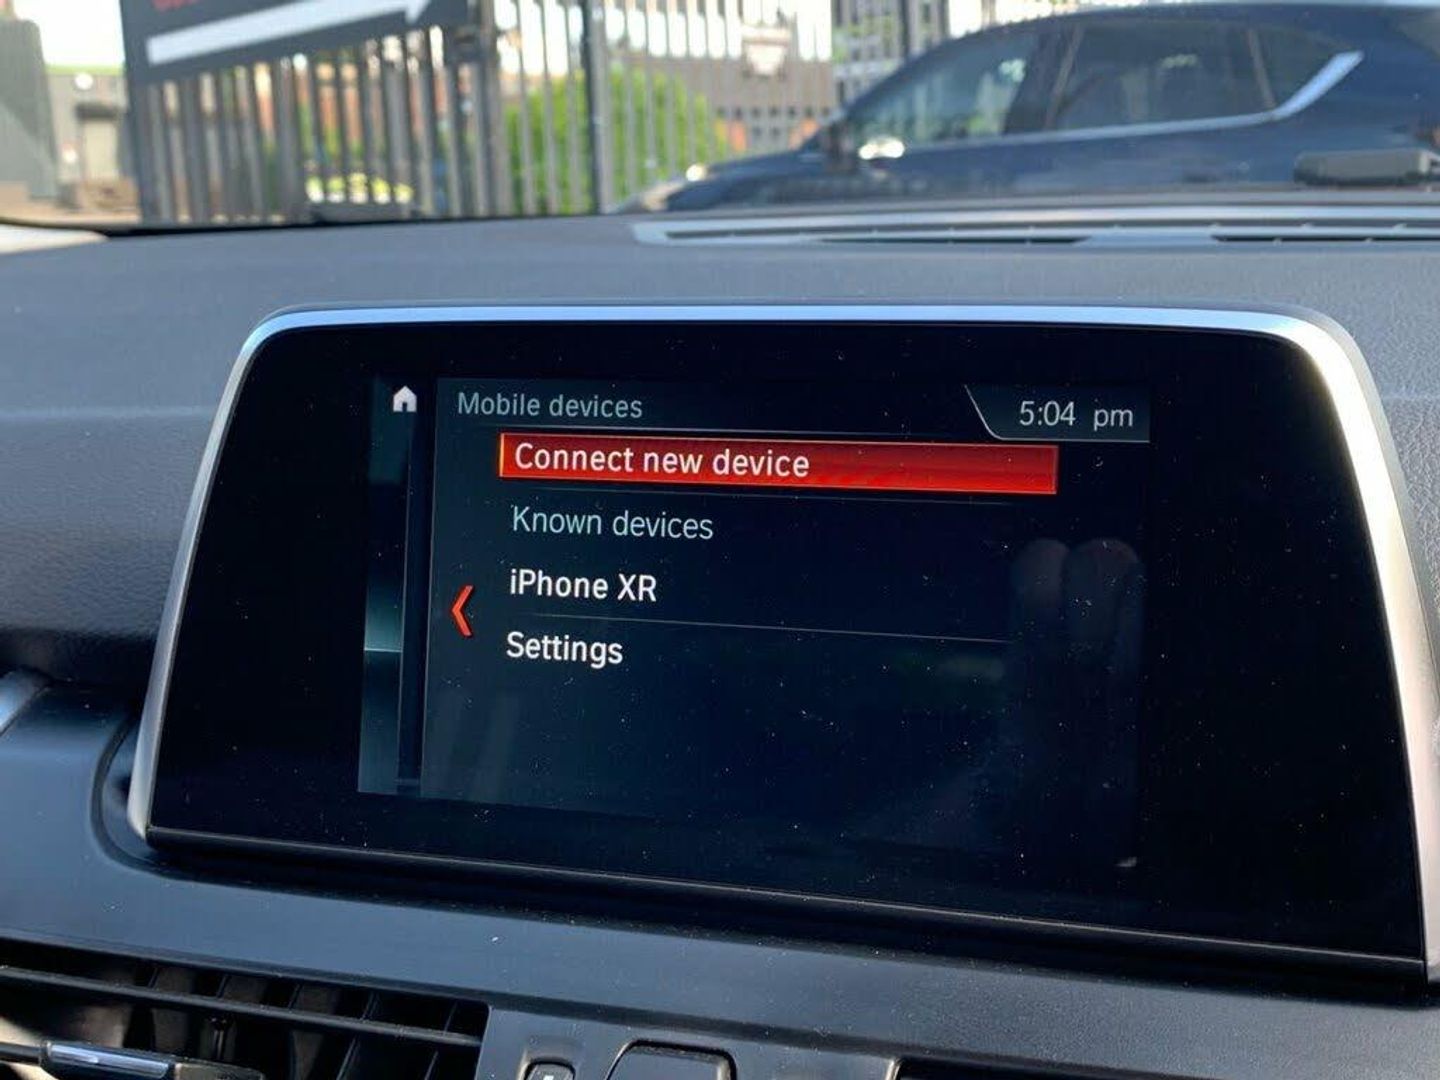 Mobile devices
5:04 pm
Connect new device
Known devices
iPhone XR
Settings